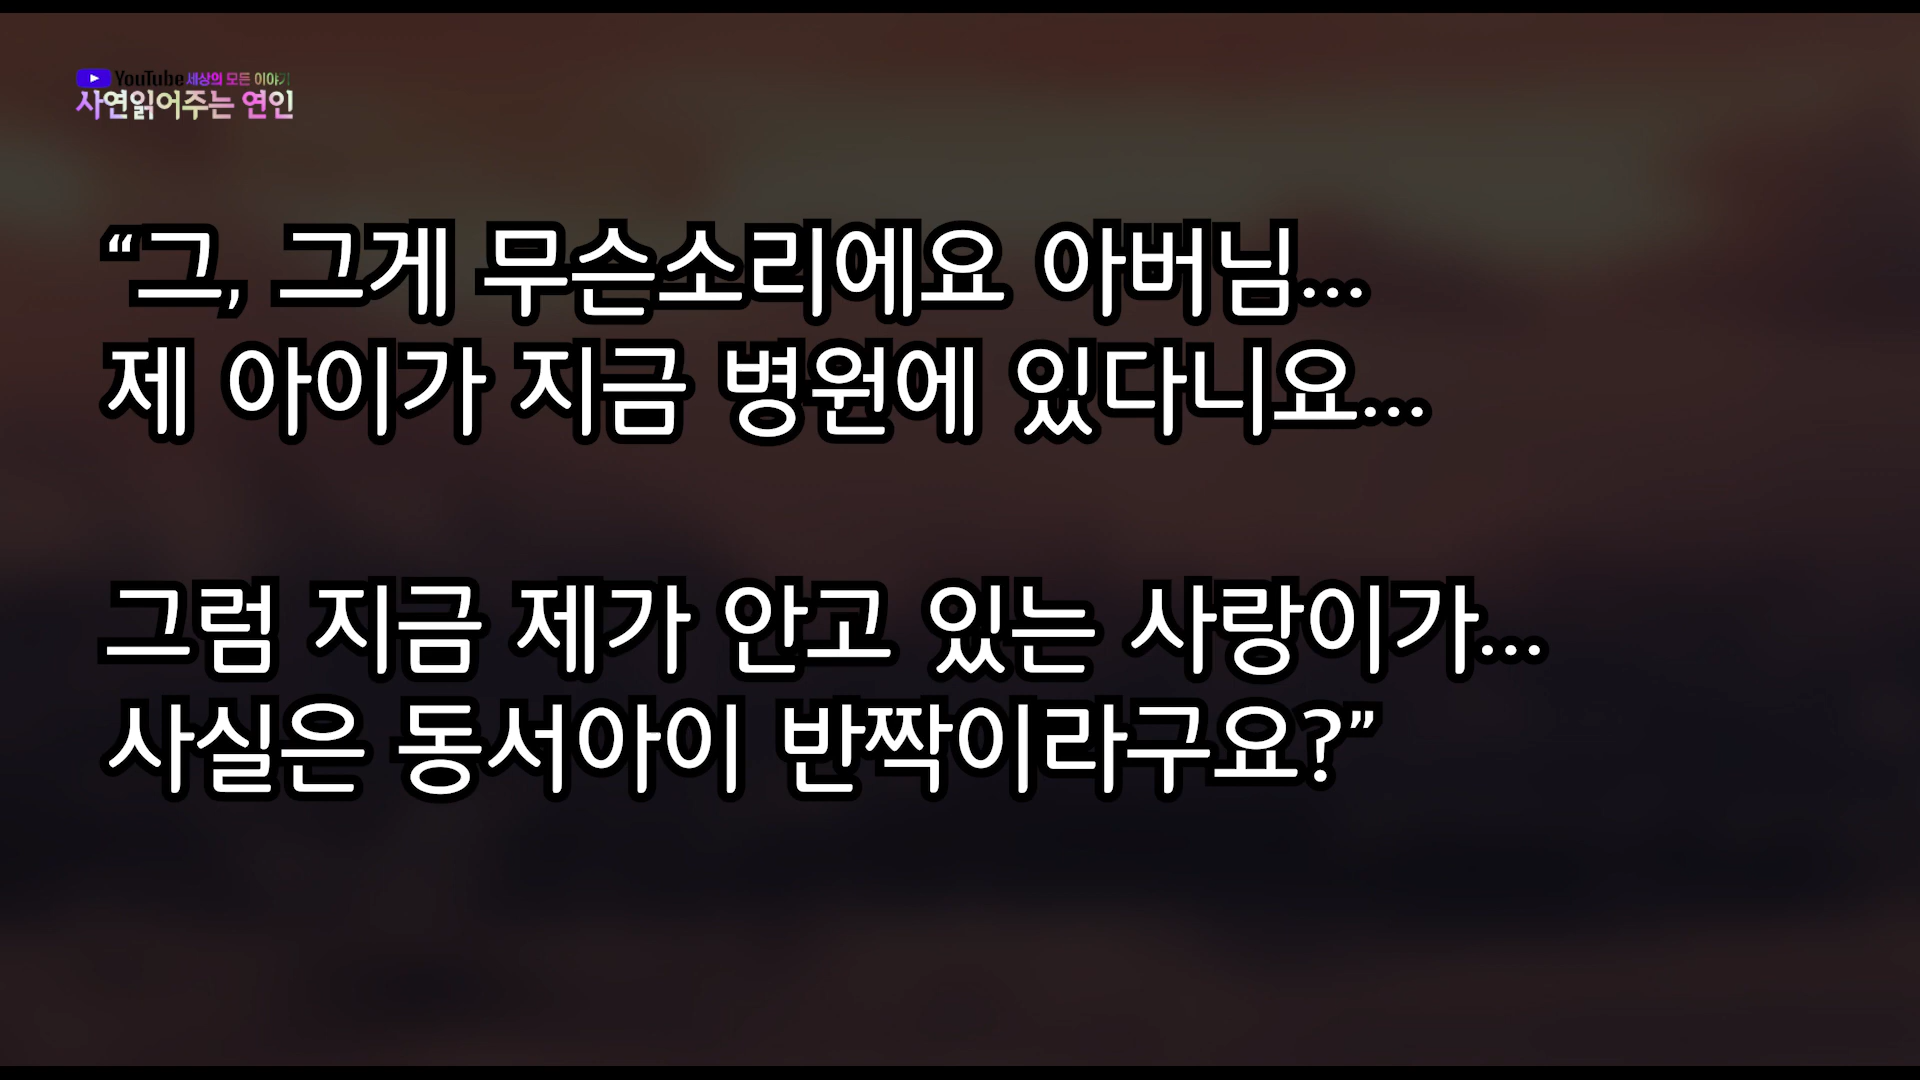 YouTube 세상의 모든 이야기
사연읽어주는 연인
“그, 그게 무슨소리에요 아버님...
제 아이가 지금 병원에 있다니요...
그럼 지금 제가 안고 있는 사랑이가...
사실은 동서아이 반짝이라구요?”